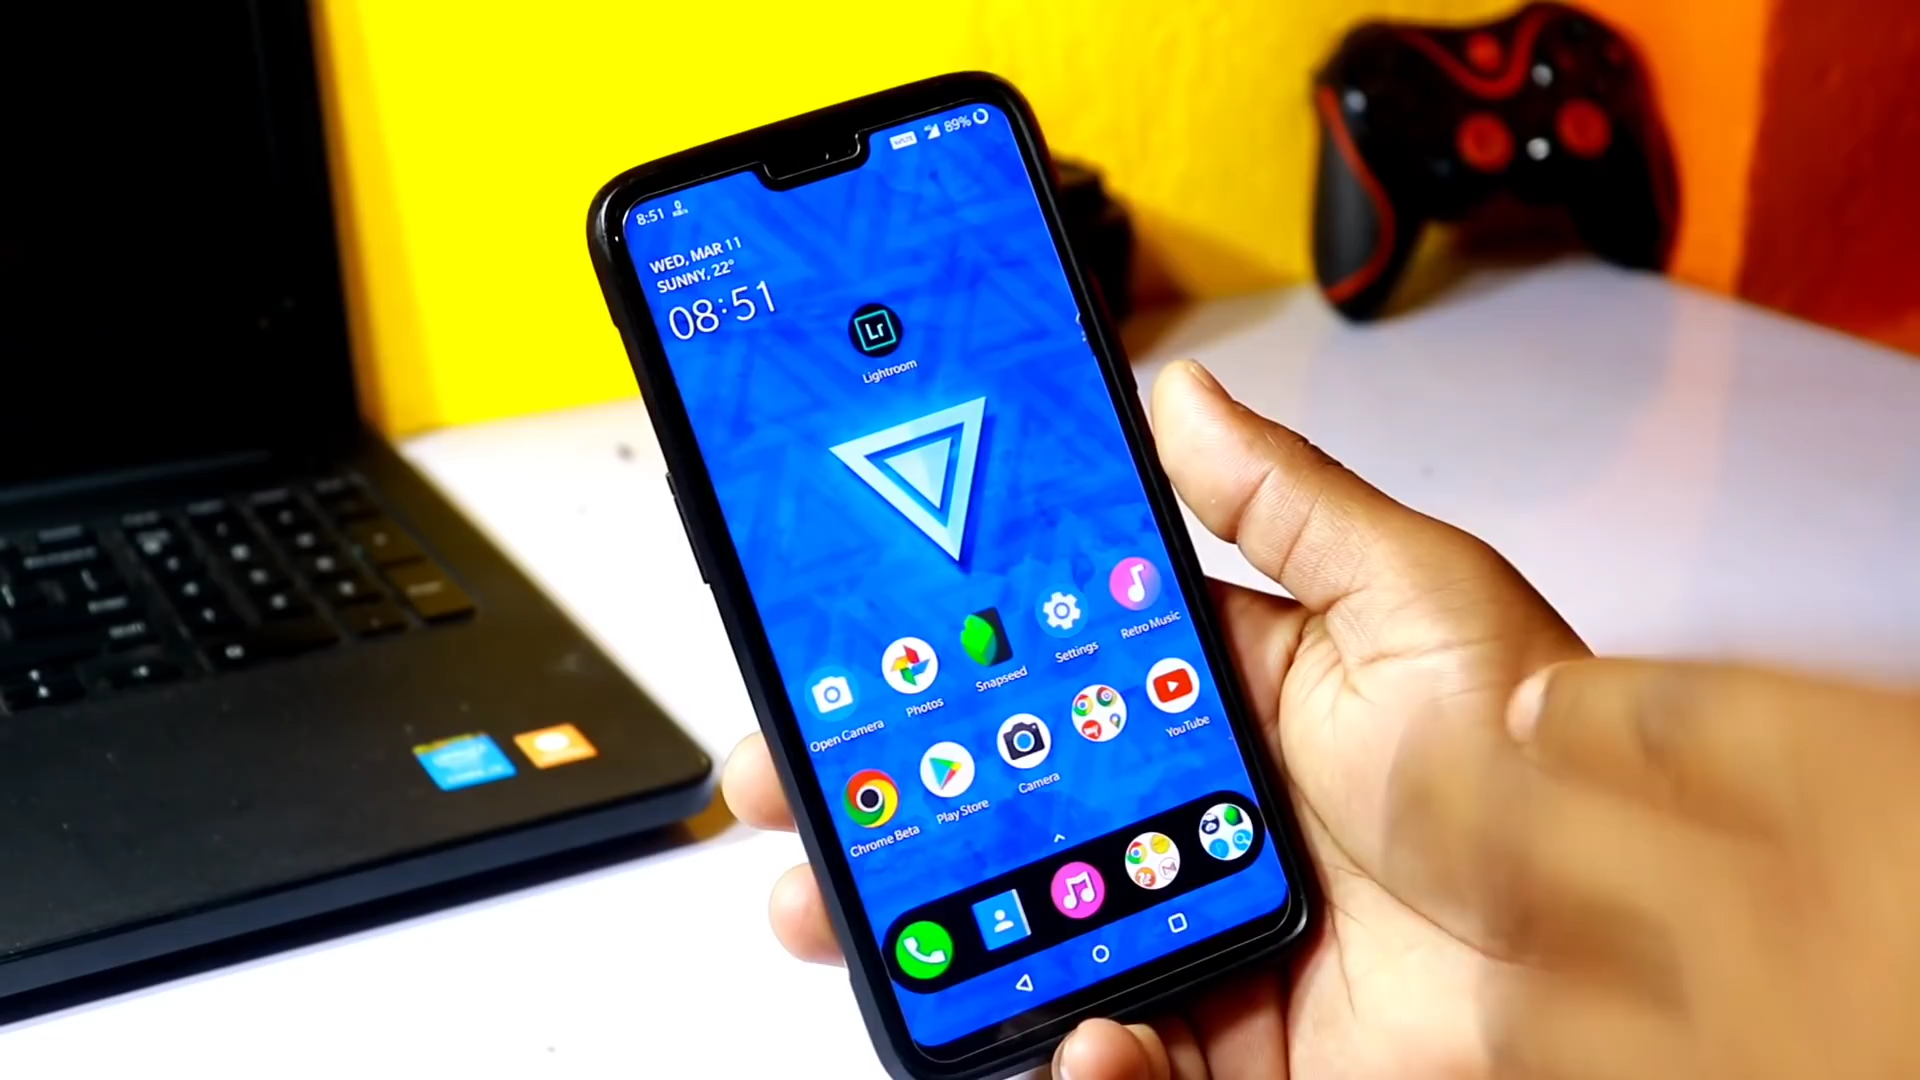 89%
8:51
0
WED, MAR 11
SUNNY, 22°
08:51
Lr
Lightroom
Retro Music
Settings
Snapseed
Photos
Open Camera
YouTube
Camera
Play Store
Chrome Beta